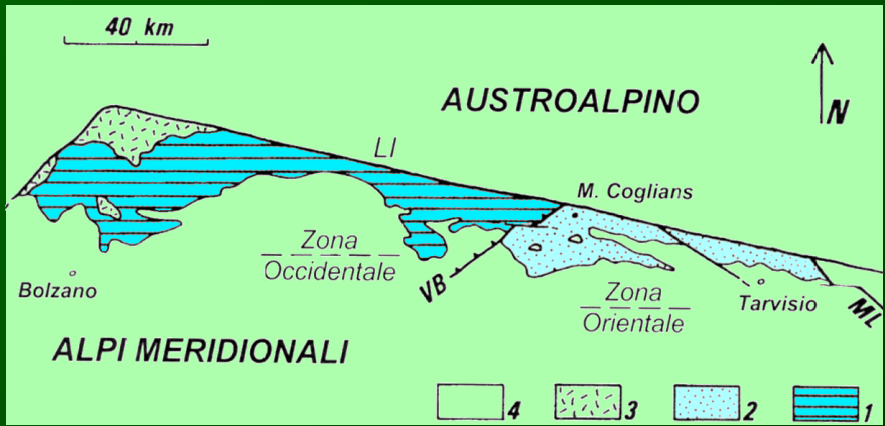 40 km
AUSTROALPINO
N
LI
M. Coglians
Zona
Occidentale
VB
Bolzano
Zona
Orientale
Tarvisio
ML
ALPI MERIDIONALI
4
3
2
1